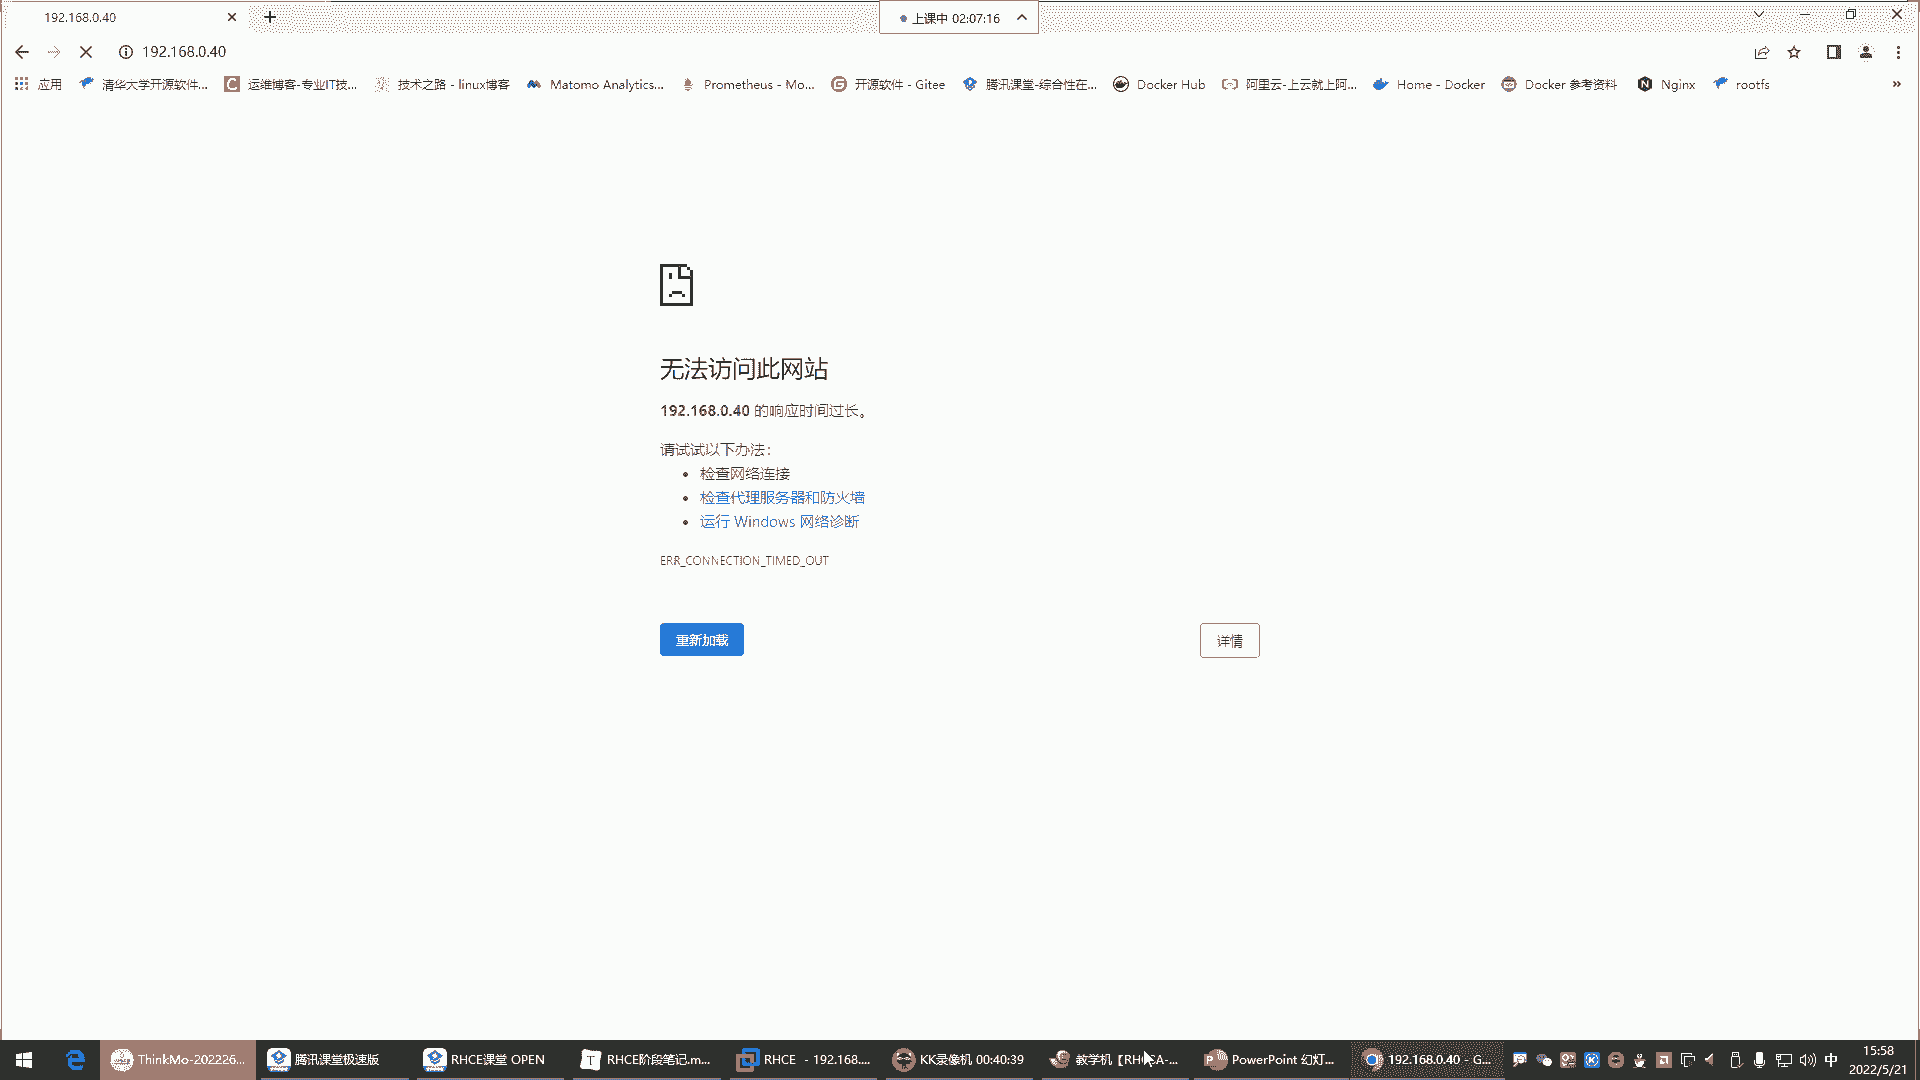 192.168.0.40
上课中 02:07:16
192.168.0.40
应用
清华大学开源软件...
运维博客-专业IT技...
技术之路 - linux博客
Matomo Analytics...
Prometheus - Mo...
开源软件 - Gitee
腾讯课堂-综合性在...
Docker Hub
阿里云-上云就上阿...
Home - Docker
Docker 参考资料
Nginx
rootfs
无法访问此网站
192.168.0.40 的响应时间过长。
请试试以下办法：
检查网络连接
检查代理服务器和防火墙
运行 Windows 网络诊断
ERR_CONNECTION_TIMED_OUT
重新加载
详情
ThinkMo-202226...
腾讯课堂极速版
RHCE课堂 OPEN
RHCE阶段笔记.m...
RHCE - 192.168....
KK录像机 00:40:39
教学机【RHCSA-...
PowerPoint 幻灯...
192.168.0.40 - G...
中
15:58
2022/5/21